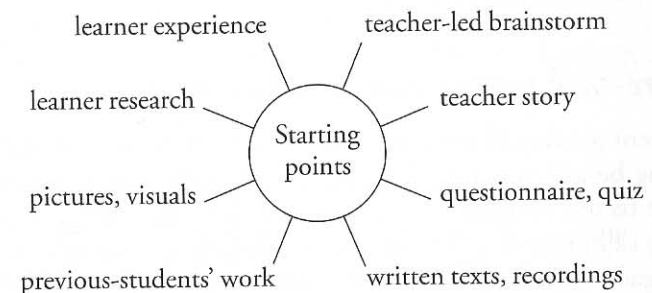 learner experience
teacher-led brainstorm
learner research
teacher story
Starting
points
pictures, visuals
questionnaire, quiz
previous-students' work
written texts, recordings